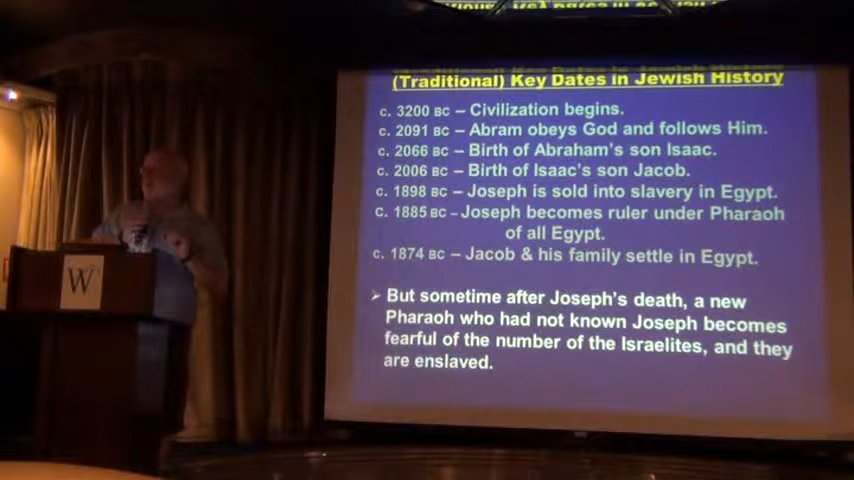 (Traditional) Key Dates in Jewish History
c. 3200 BC – Civilization begins.
c. 2091 BC – Abram obeys God and follows Him.
c. 2066 BC – Birth of Abraham's son Isaac.
c. 2006 BC – Birth of Isaac's son Jacob.
c. 1898 BC – Joseph is sold into slavery in Egypt.
c. 1885 BC – Joseph becomes ruler under Pharaoh
of all Egypt.
c. 1874 BC – Jacob & his family settle in Egypt.
➢ But sometime after Joseph's death, a new
Pharaoh who had not known Joseph becomes
fearful of the number of the Israelites, and they
are enslaved.
W